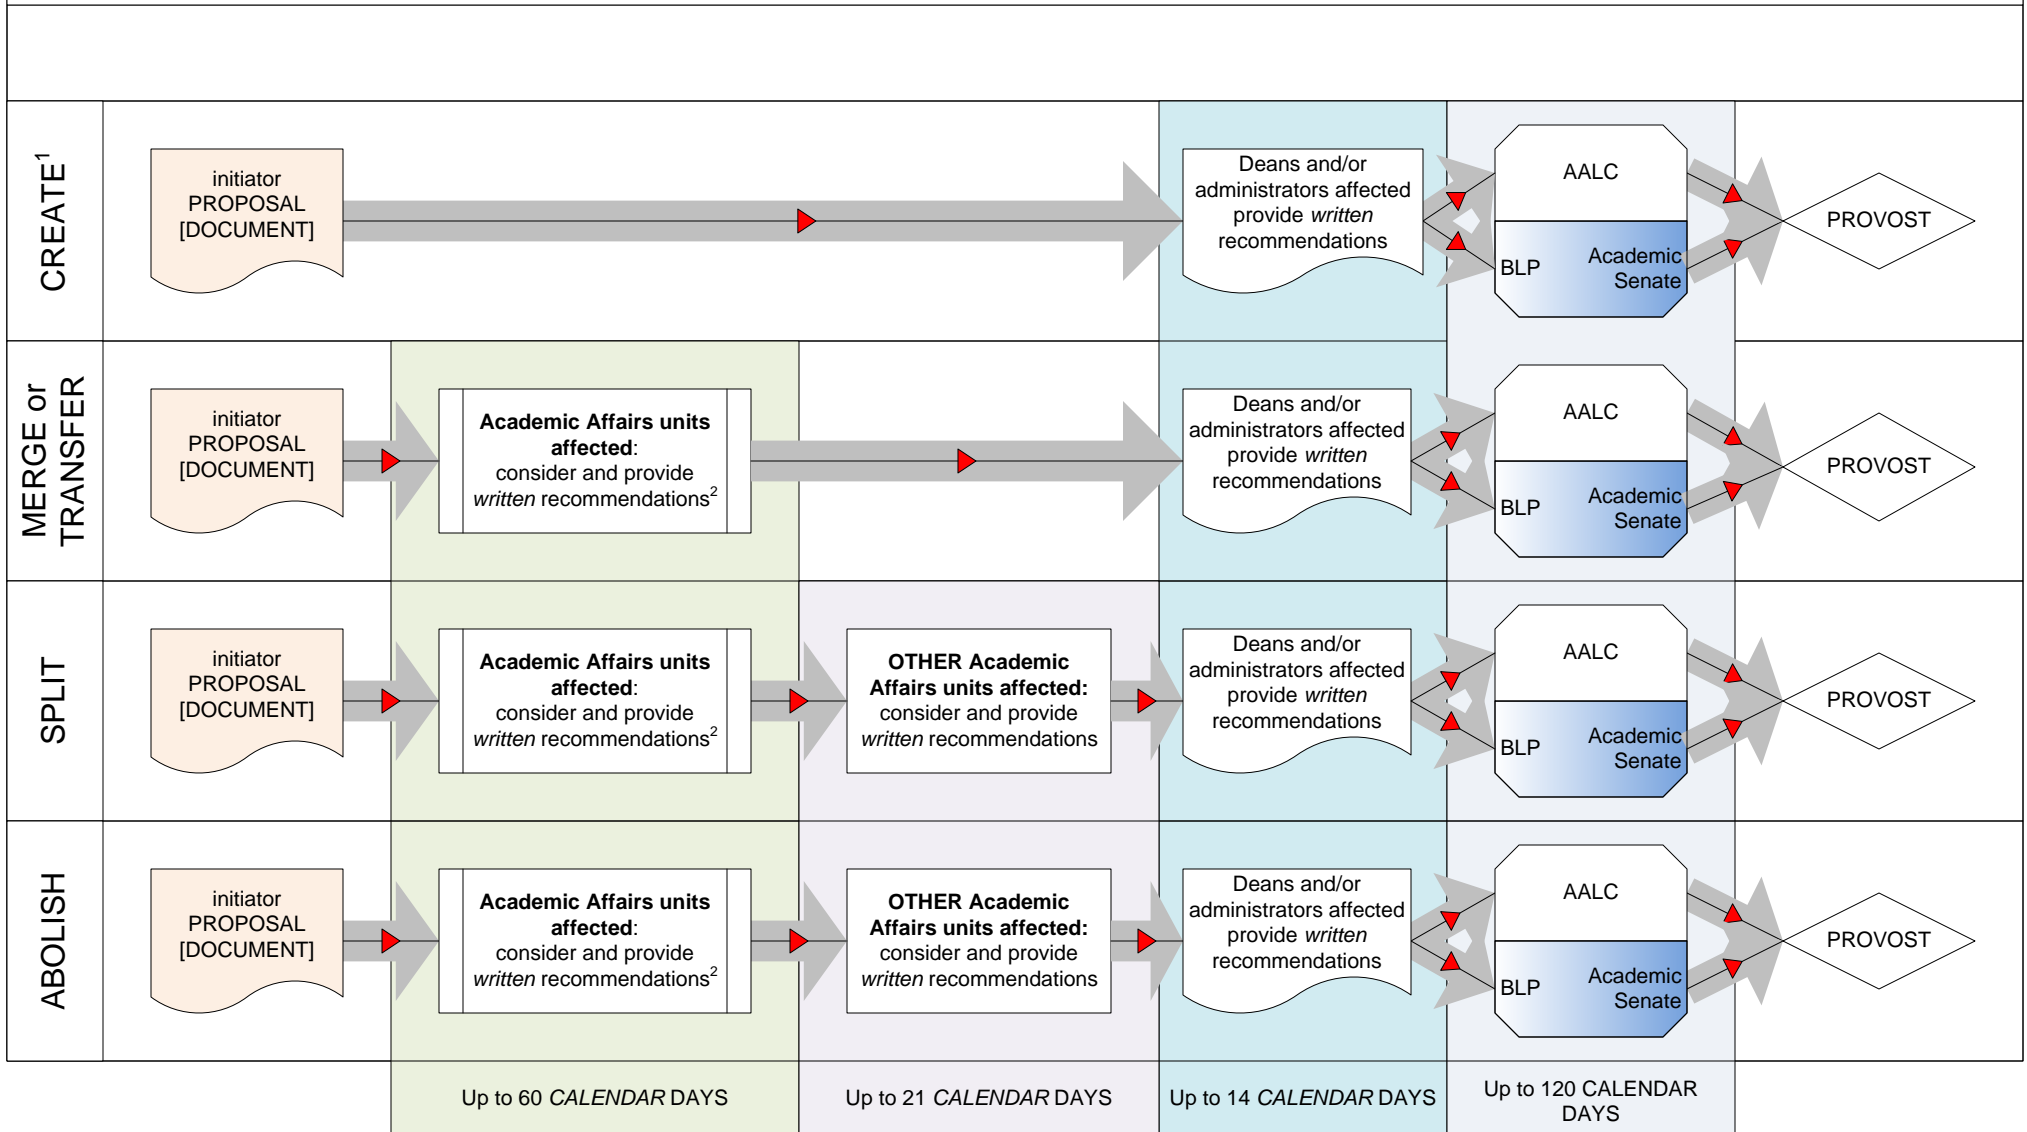 CREATE1
initiator
PROPOSAL
[DOCUMENT]
Deans and/or
administrators affected
provide written
recommendations
AALC
BLP
Academic
Senate
PROVOST
MERGE or
TRANSFER
initiator
PROPOSAL
[DOCUMENT]
Academic Affairs units
affected:
consider and provide
written recommendations2
Deans and/or
administrators affected
provide written
recommendations
AALC
BLP
Academic
Senate
PROVOST
SPLIT
initiator
PROPOSAL
[DOCUMENT]
Academic Affairs units
affected:
consider and provide
written recommendations2
OTHER Academic
Affairs units affected:
consider and provide
written recommendations
Deans and/or
administrators affected
provide written
recommendations
AALC
BLP
Academic
Senate
PROVOST
ABOLISH
initiator
PROPOSAL
[DOCUMENT]
Academic Affairs units
affected:
consider and provide
written recommendations2
OTHER Academic
Affairs units affected:
consider and provide
written recommendations
Deans and/or
administrators affected
provide written
recommendations
AALC
BLP
Academic
Senate
PROVOST
Up to 60 CALENDAR DAYS
Up to 21 CALENDAR DAYS
Up to 14 CALENDAR DAYS
Up to 120 CALENDAR
DAYS